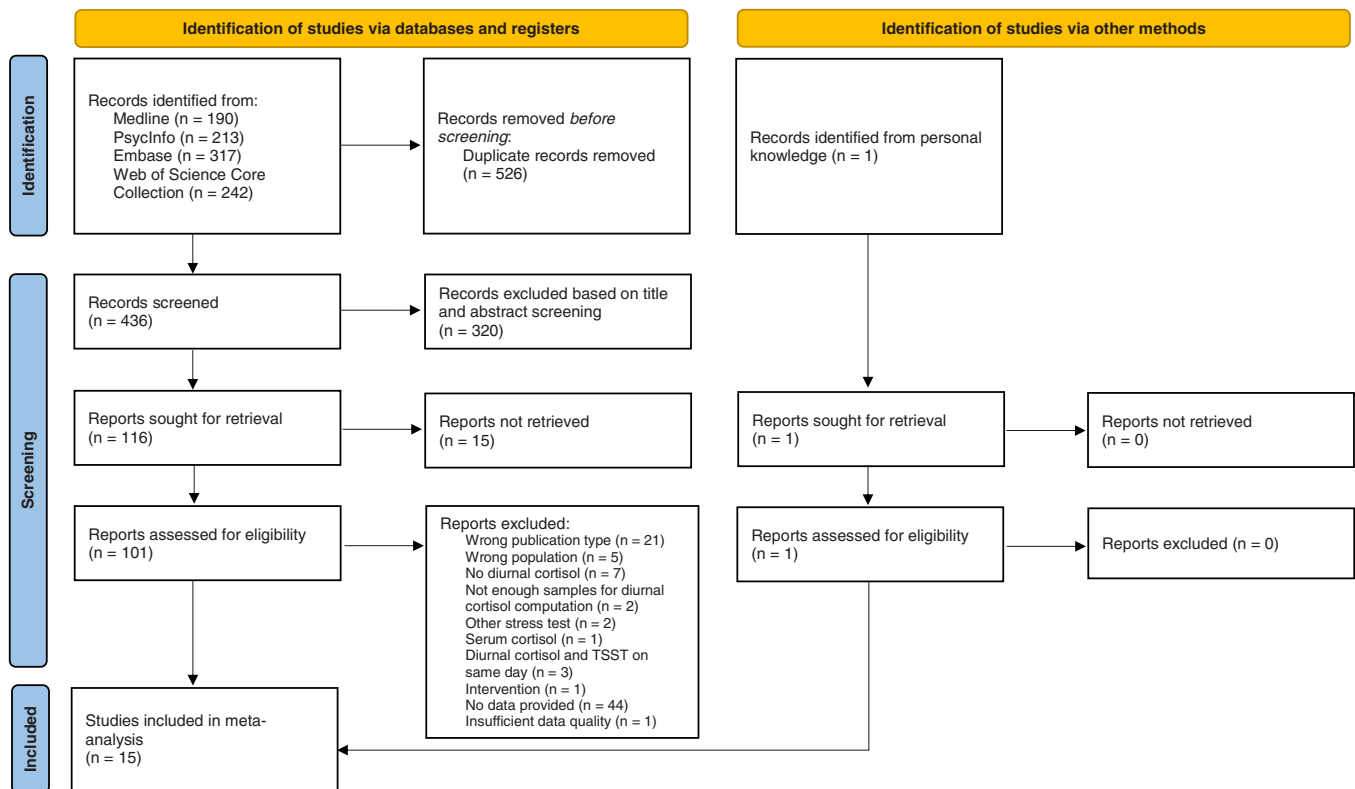 Identification of studies via databases and registers
Identification of studies via other methods
Identification
Records identified from:
Medline (n = 190)
PsycInfo (n = 213)
Embase (n = 317)
Web of Science Core
Collection (n = 242)
Records removed before
screening:
Duplicate records removed
(n = 526)
Records identified from personal
knowledge (n = 1)
Screening
Records screened
(n = 436)
Records excluded based on title
and abstract screening
(n = 320)
Reports sought for retrieval
(n = 116)
Reports not retrieved
(n = 15)
Reports sought for retrieval
(n = 1)
Reports not retrieved
(n = 0)
Reports assessed for eligibility
(n = 101)
Reports excluded:
Wrong publication type (n = 21)
Wrong population (n = 5)
No diurnal cortisol (n = 7)
Not enough samples for diurnal
cortisol computation (n = 2)
Other stress test (n = 2)
Serum cortisol (n = 1)
Diurnal cortisol and TSST on
same day (n = 3)
Intervention (n = 1)
No data provided (n = 44)
Insufficient data quality (n = 1)
Reports assessed for eligibility
(n = 1)
Reports excluded (n = 0)
Included
Studies included in meta-
analysis
(n = 15)